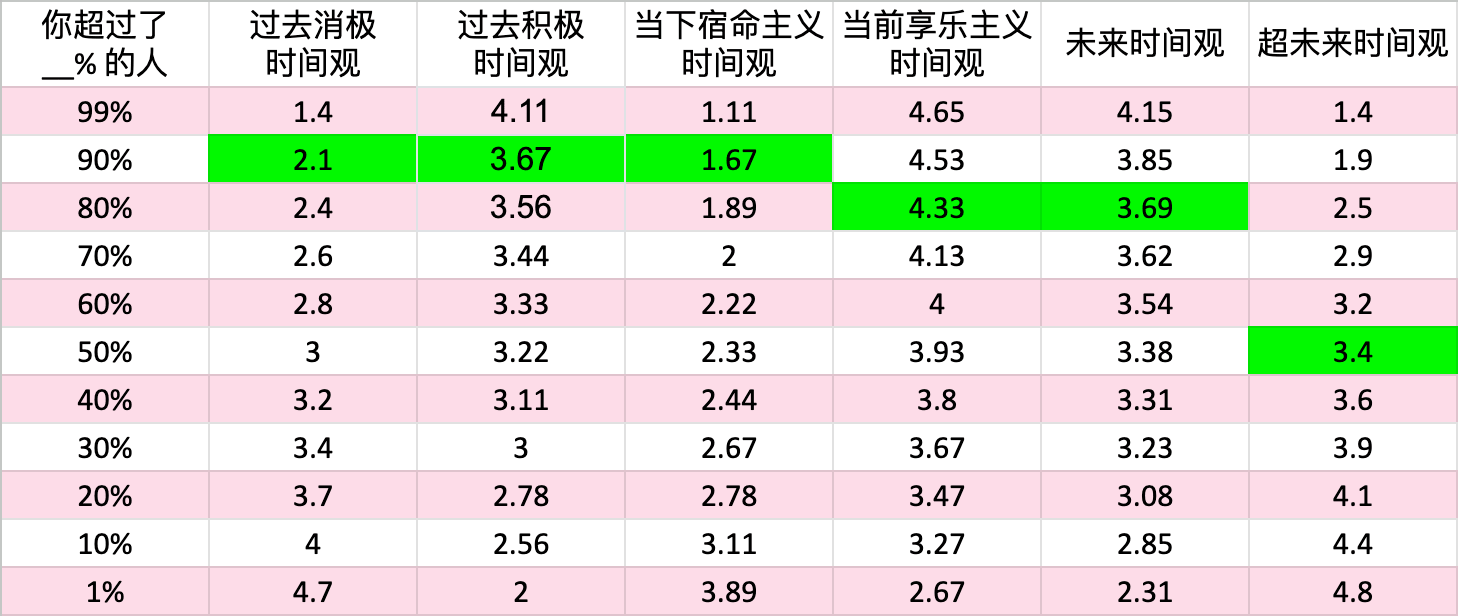 你超过了 过去消极 过去积极 当下宿命主义 当前享乐主义 未来时间观 超未来时间观
__% 的人 时间观 时间观 时间观 时间观
99% 1.4 4.11 1.11 4.65 4.15 1.4
90% 2.1 3.67 1.67 4.53 3.85 1.9
80% 2.4 3.56 1.89 4.33 3.69 2.5
70% 2.6 3.44 2 4.13 3.62 2.9
60% 2.8 3.33 2.22 4 3.54 3.2
50% 3 3.22 2.33 3.93 3.38 3.4
40% 3.2 3.11 2.44 3.8 3.31 3.6
30% 3.4 3 2.67 3.67 3.23 3.9
20% 3.7 2.78 2.78 3.47 3.08 4.1
10% 4 2.56 3.11 3.27 2.85 4.4
1% 4.7 2 3.89 2.67 2.31 4.8